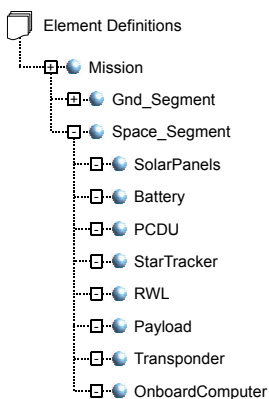 Element Definitions
Mission
Gnd_Segment
Space_Segment
SolarPanels
Battery
PCDU
StarTracker
RWL
Payload
Transponder
OnboardComputer